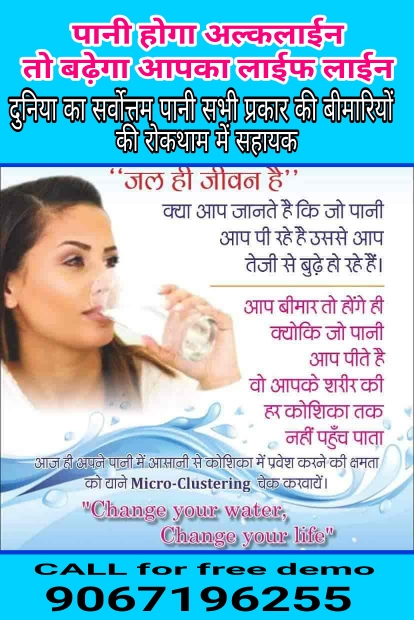 पानी होगा अल्कलाईन
तो बढ़ेगा आपका लाईफ लाईन
दुनिया का सर्वोत्तम पानी सभी प्रकार की बीमारियों
की रोकथाम में सहायक
“जल ही जीवन है”
क्या आप जानते है कि जो पानी
आप पी रहे है उससे आप
तेजी से बुढ़े हो रहे हैं।
आप बीमार तो होंगे ही
क्योकि जो पानी
आप पीते है
वो आपके शरीर की
हर कोशिका तक
नहीं पहुँच पाता
आज ही अपने पानी में आसानी से कोशिका में प्रवेश करने की क्षमता
को याने Micro-Clustering चेक करवायें।
"Change your water,
Change your life"
CALL for free demo
9067196255